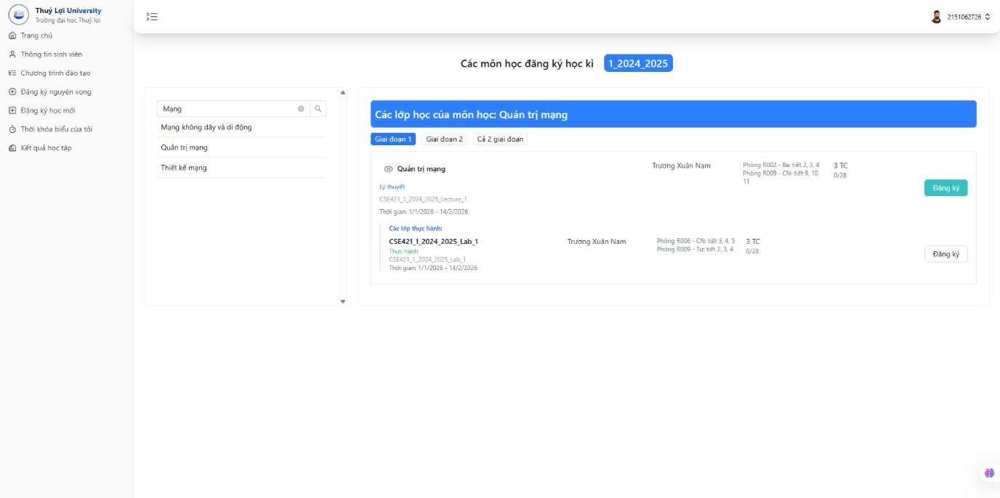 Thuỷ Lợi University
Trường đại học Thuỷ lợi
Trang chủ
Thông tin sinh viên
Chương trình đào tạo
Đăng ký nguyện vọng
Đăng ký học mới
Thời khóa biểu của tôi
Kết quả học tập
2151062726
Các môn học đăng ký học kì 1_2024_2025
Mạng
Mạng không dây và di động
Quản trị mạng
Thiết kế mạng
Các lớp học của môn học: Quản trị mạng
Giai đoạn 1 Giai đoạn 2 Cả 2 giai đoạn
Quản trị mạng
Lý thuyết
CSE421_1_2024_2025_Lecture_1
Thời gian: 1/1/2026 - 14/2/2026
Trương Xuân Nam
Phòng R002 - Ba: tiết 2, 3, 4
Phòng R009 - CN: tiết 9, 10,
11
3 TC
0/28
Đăng ký
Các lớp thực hành:
CSE421_1_2024_2025_Lab_1
Thực hành
CSE421_1_2024_2025_Lab_1
Thời gian: 1/1/2026 - 14/2/2026
Trương Xuân Nam
Phòng R006 - CN: tiết 3, 4, 5
Phòng R009 - Tư: tiết 2, 3, 4
3 TC
0/28
Đăng ký